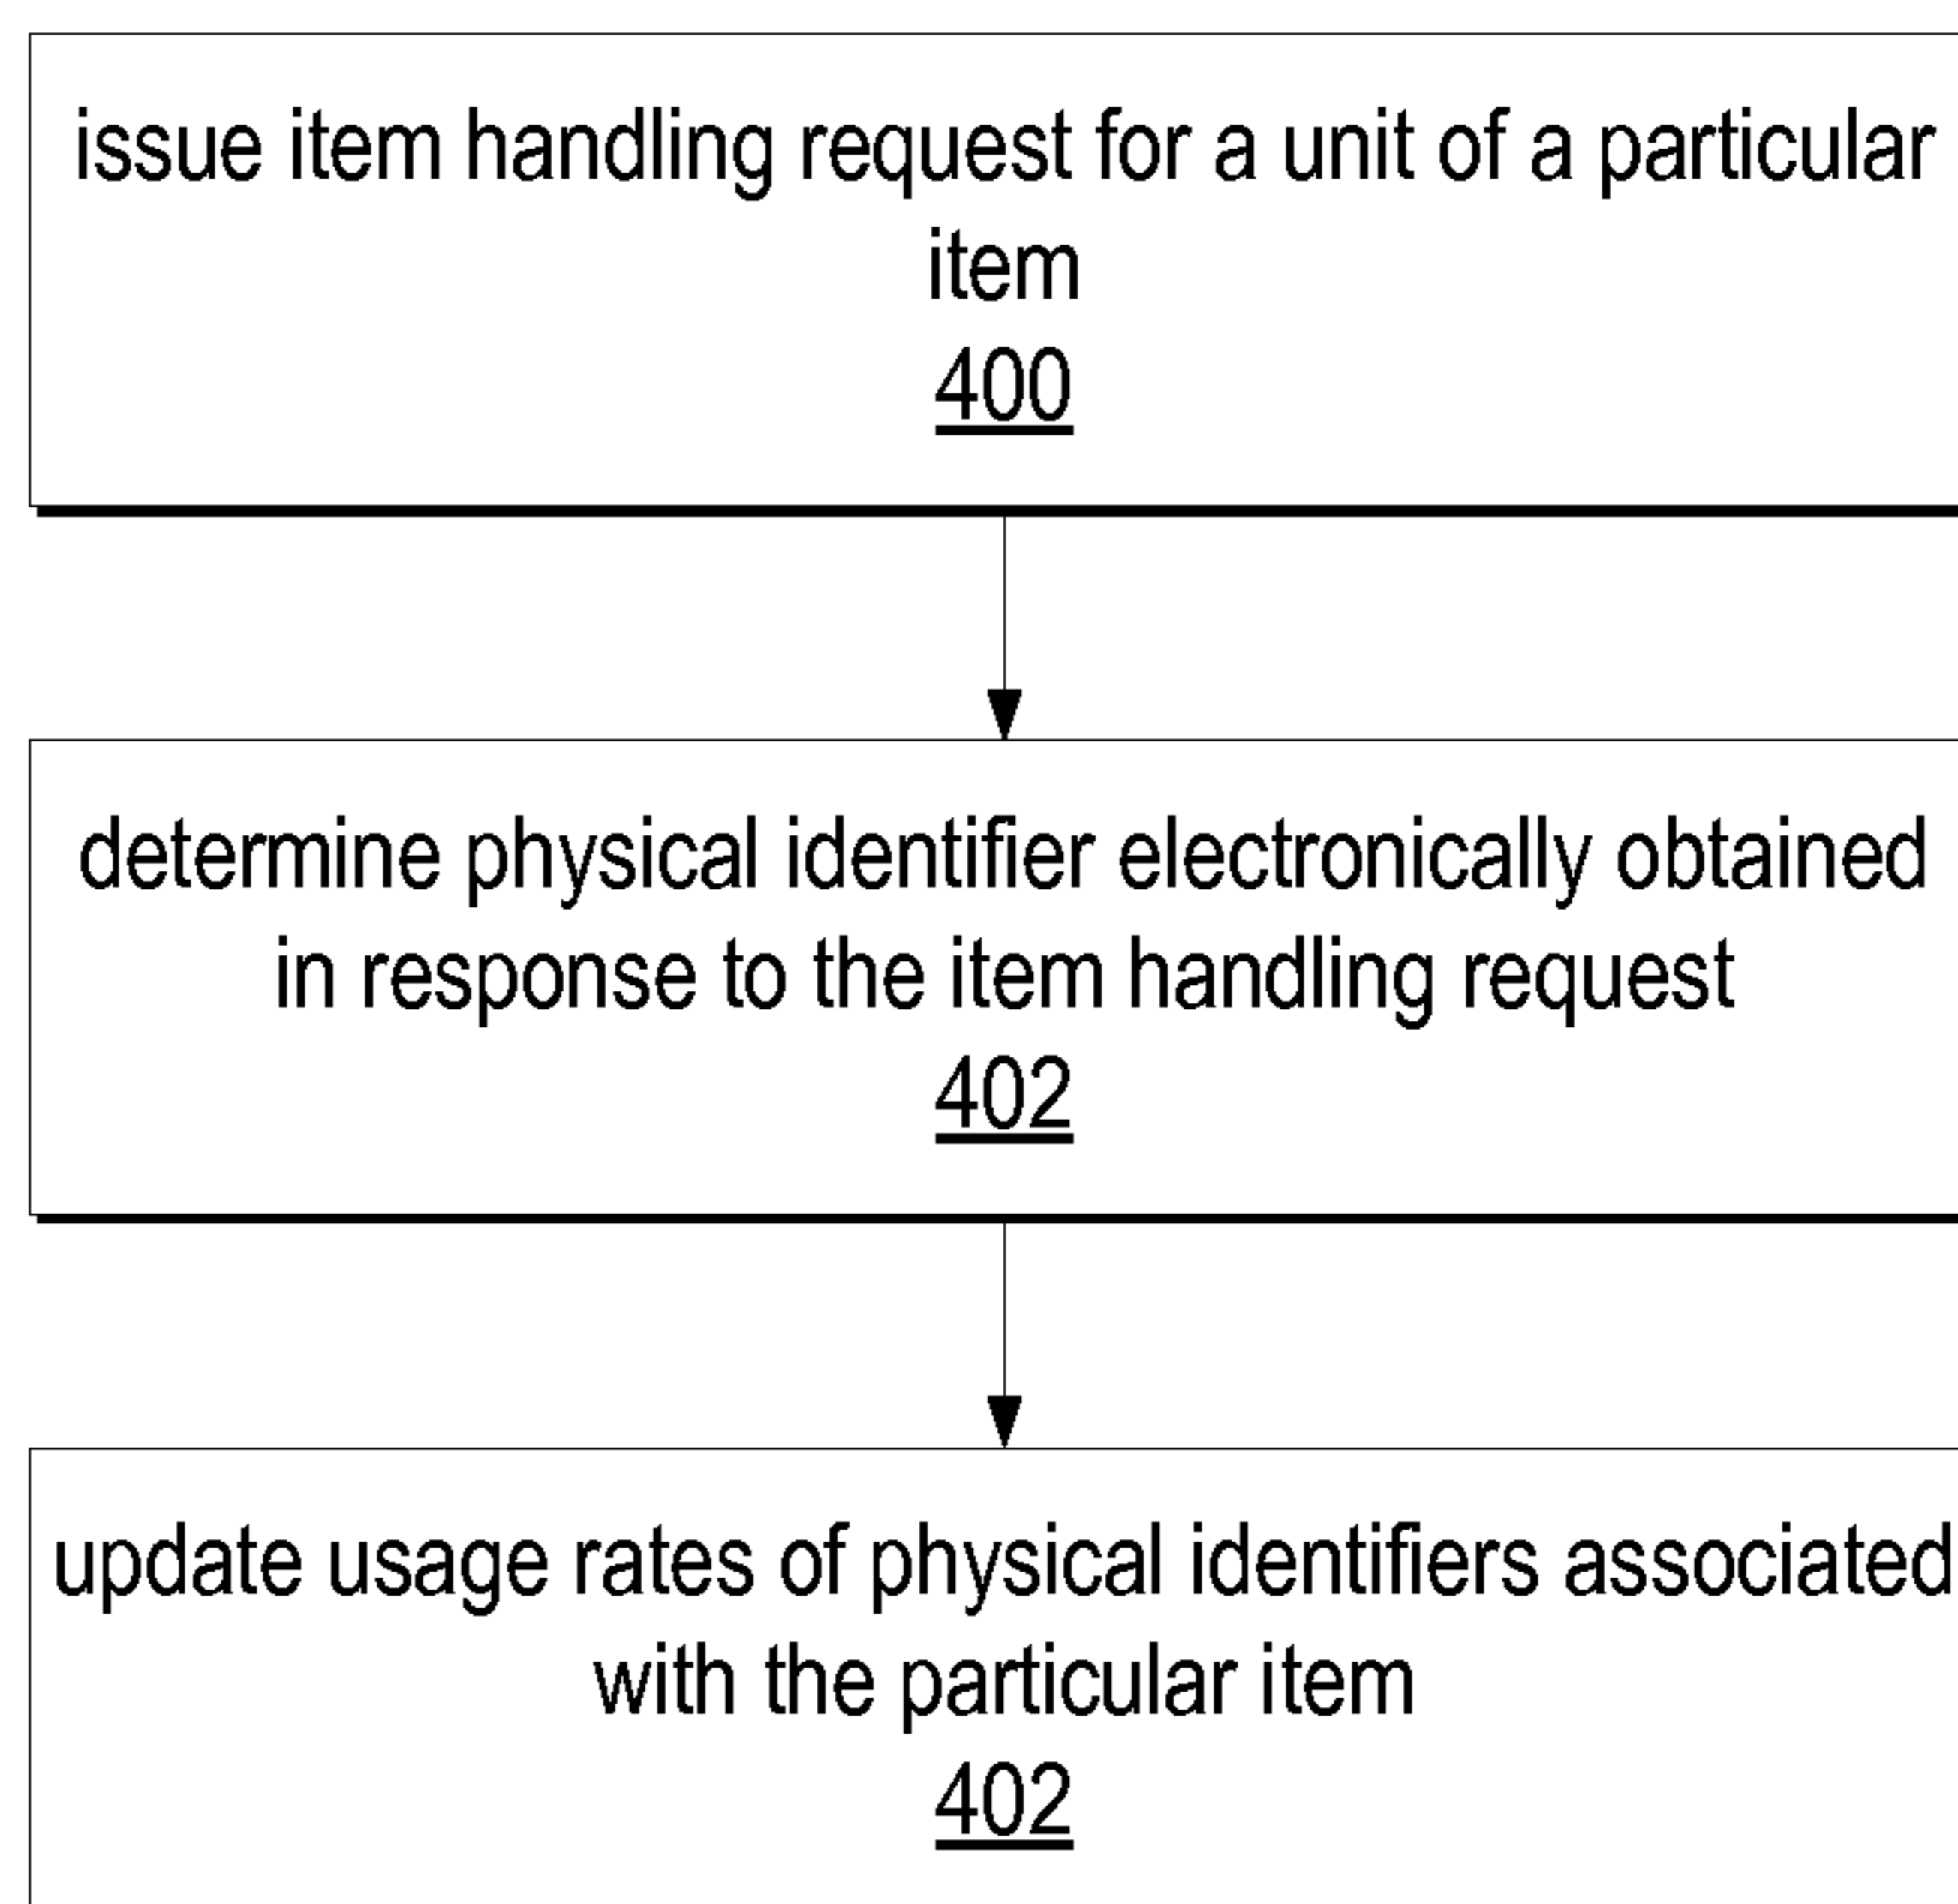 issue item handling request for a unit of a particular
item
400
determine physical identifier electronically obtained
in response to the item handling request
402
update usage rates of physical identifiers associated
with the particular item
402